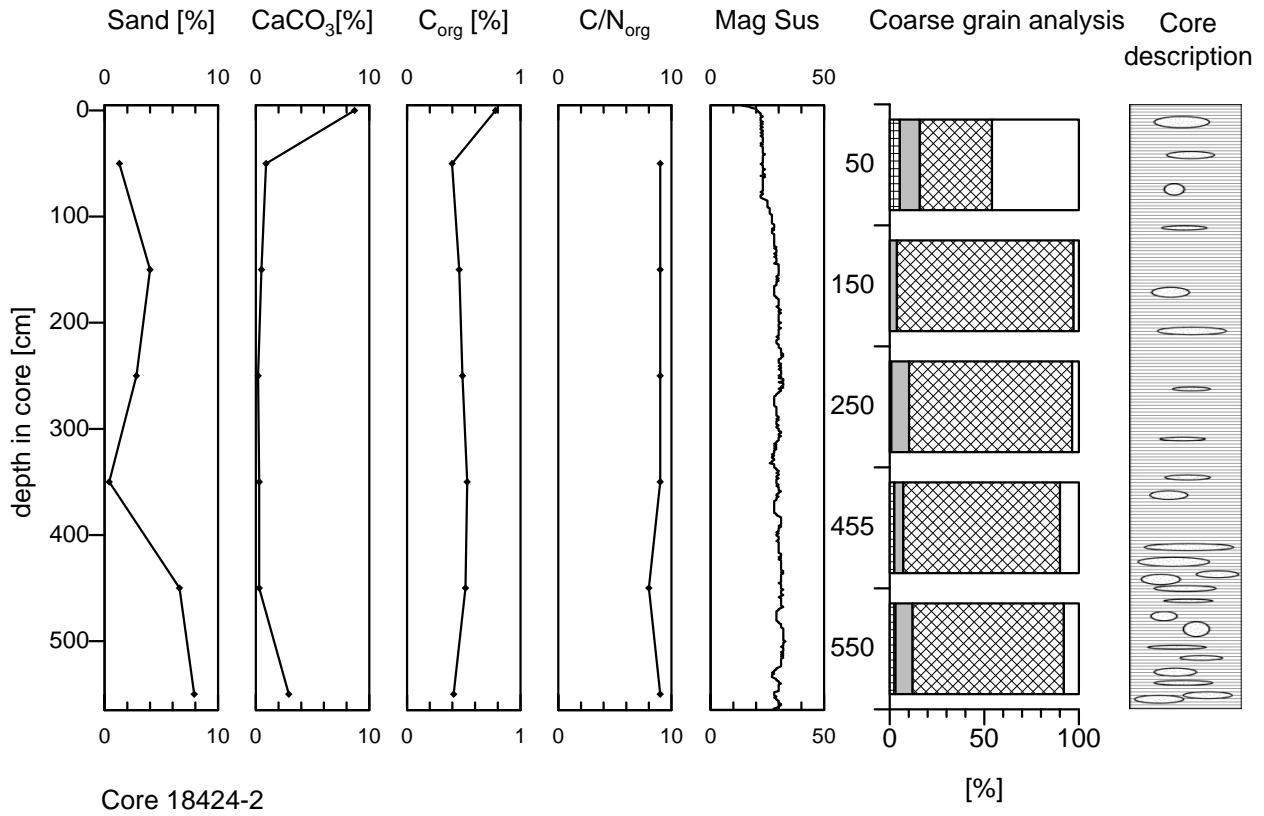 Sand [%] CaCO₃[%] C_org [%] C/N_org Mag Sus Coarse grain analysis Core description
0 10 0 10 0 1 0 10 0 50
depth in core [cm]
0
100
200
300
400
500
50
150
250
455
550
0 10 0 10 0 1 0 10 0 50 0 50 100
[%]
Core 18424-2